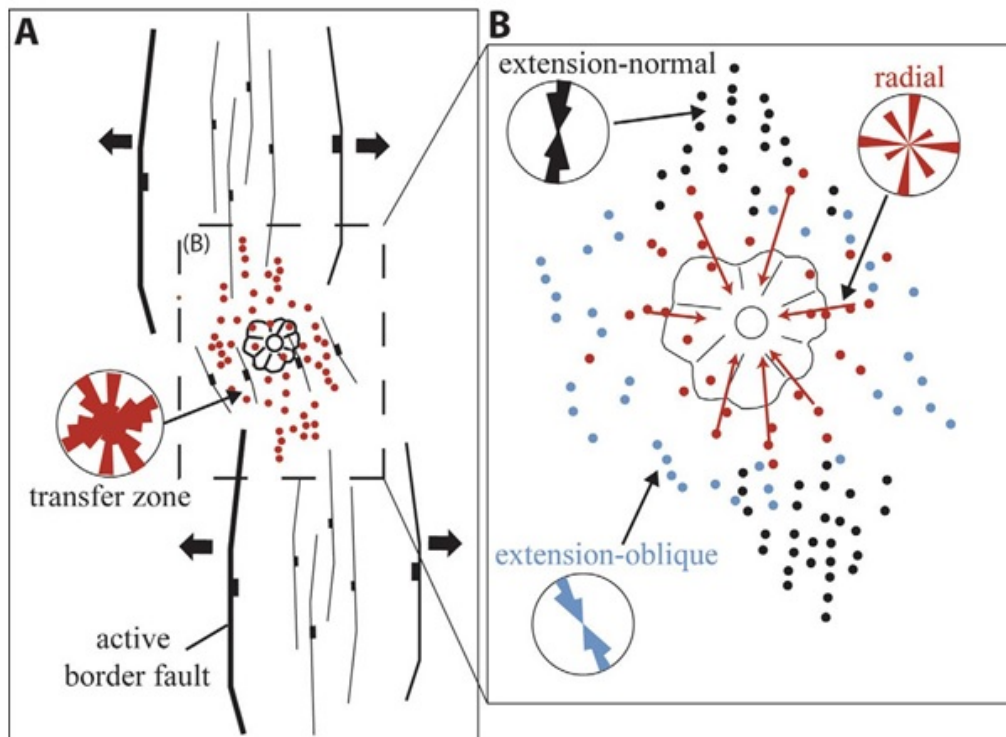 A
(B)
transfer zone
active
border fault
B
extension-normal
radial
extension-oblique